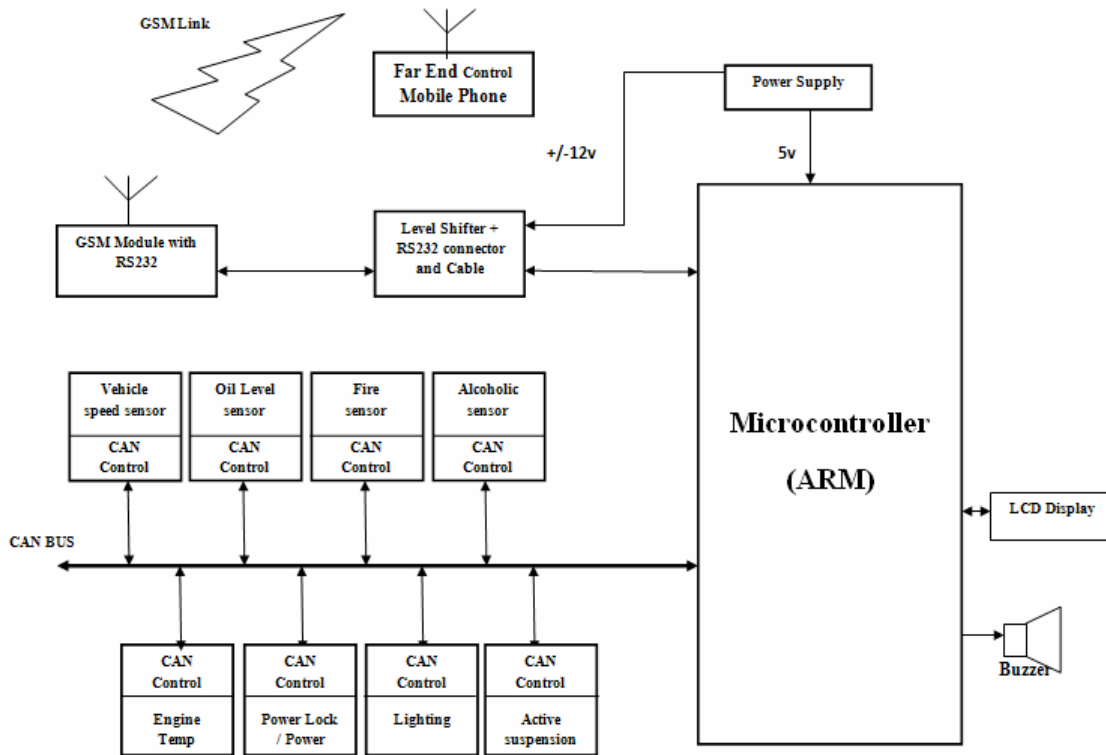 GSM Link
Far End Control
Mobile Phone
Power Supply
+/-12v
5v
GSM Module with
RS232
Level Shifter +
RS232 connector
and Cable
Microcontroller
(ARM)
Vehicle
speed sensor
CAN
Control
Oil Level
sensor
CAN
Control
Fire
sensor
CAN
Control
Alcoholic
sensor
CAN
Control
LCD Display
CAN BUS
Buzzer
CAN
Control
Engine
Temp
CAN
Control
Power Lock
/ Power
CAN
Control
Lighting
CAN
Control
Active
suspension